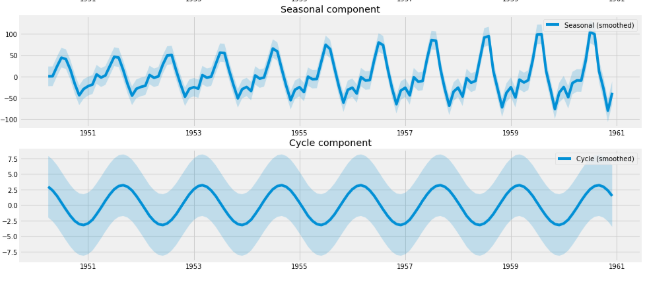 Seasonal component
Seasonal (smoothed)
100
50
0
−50
−100
1951 1953 1955 1957 1959 1961
Cycle component
Cycle (smoothed)
7.5
5.0
2.5
0.0
−2.5
−5.0
−7.5
1951 1953 1955 1957 1959 1961